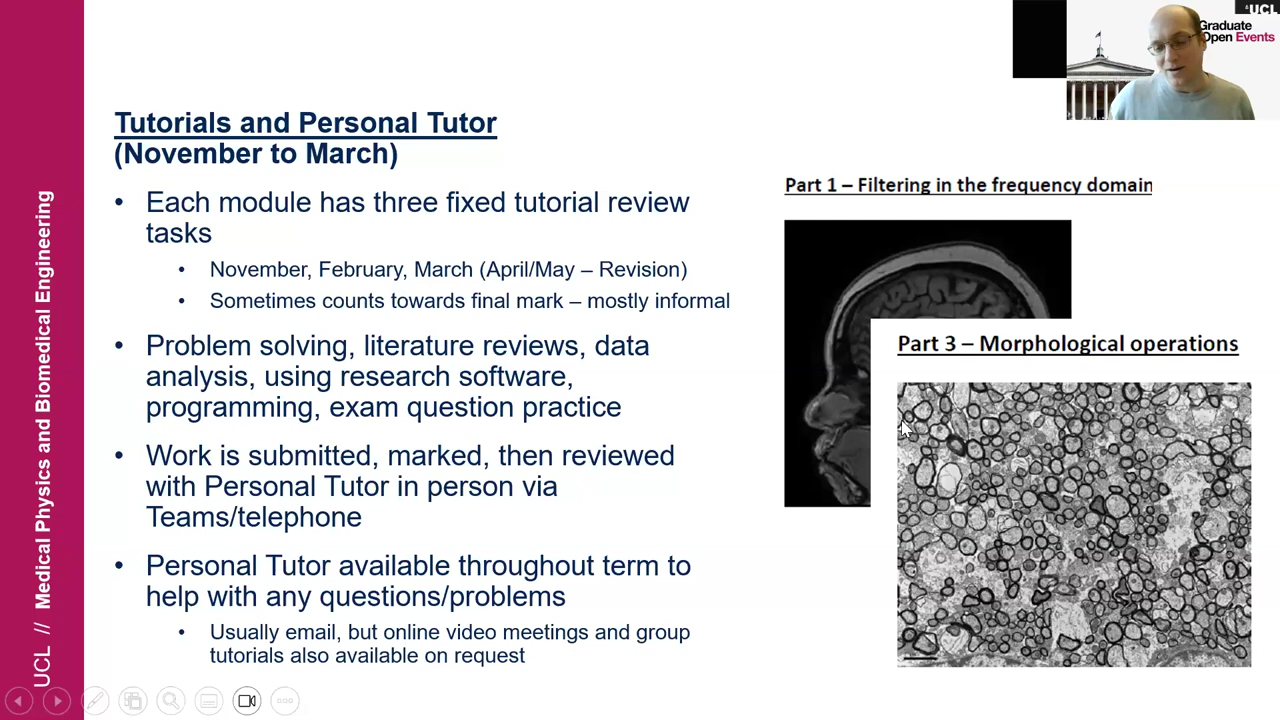 UCL
Graduate
Open Events
UCL // Medical Physics and Biomedical Engineering
Tutorials and Personal Tutor
(November to March)
• Each module has three fixed tutorial review
tasks
• November, February, March (April/May – Revision)
• Sometimes counts towards final mark – mostly informal
• Problem solving, literature reviews, data
analysis, using research software,
programming, exam question practice
• Work is submitted, marked, then reviewed
with Personal Tutor in person via
Teams/telephone
• Personal Tutor available throughout term to
help with any questions/problems
• Usually email, but online video meetings and group
tutorials also available on request
Part 1 – Filtering in the frequency domain
Part 3 – Morphological operations